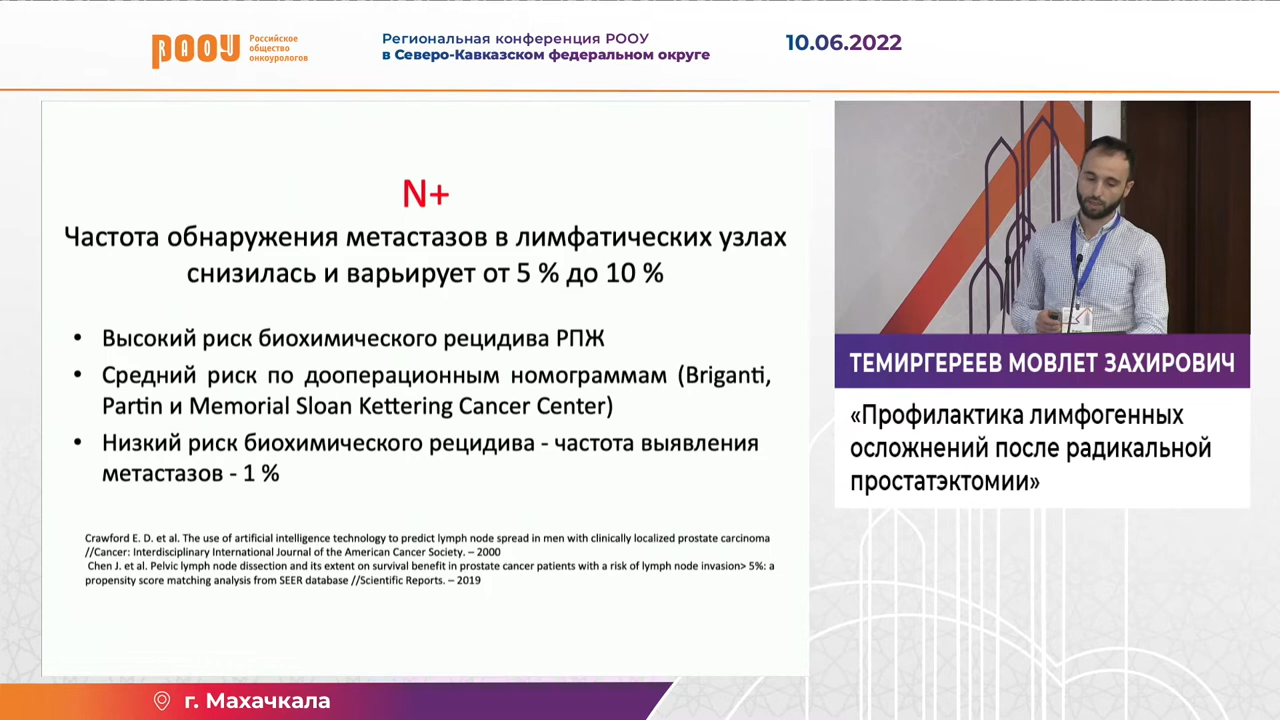 РООУ
RAOU
Российское
общество
онкоурологов
Региональная конференция РООУ
в Северо-Кавказском федеральном округе
10.06.2022
N+
Частота обнаружения метастазов в лимфатических узлах
снизилась и варьирует от 5 % до 10 %
• Высокий риск биохимического рецидива РПЖ
• Средний риск по дооперационным номограммам (Briganti,
Partin и Memorial Sloan Kettering Cancer Center)
• Низкий риск биохимического рецидива - частота выявления
метастазов - 1 %
Crawford E. D. et al. The use of artificial intelligence technology to predict lymph node spread in men with clinically localized prostate carcinoma
//Cancer: Interdisciplinary International Journal of the American Cancer Society. – 2000
Chen J. et al. Pelvic lymph node dissection and its extent on survival benefit in prostate cancer patients with a risk of lymph node invasion> 5%: a
propensity score matching analysis from SEER database //Scientific Reports. – 2019
ТЕМИРГЕРЕЕВ МОВЛЕТ ЗАХИРОВИЧ
«Профилактика лимфогенных
осложнений после радикальной
простатэктомии»
г. Махачкала